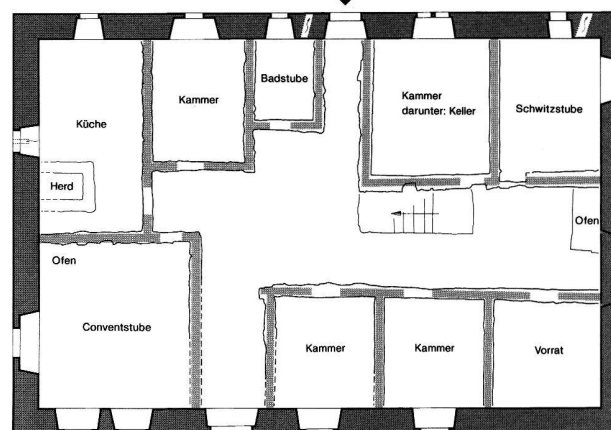 Küche
Kammer
Badstube
Kammer
darunter: Keller
Schwitzstube
Herd
Ofen
Ofen
Conventstube
Kammer
Kammer
Vorrat